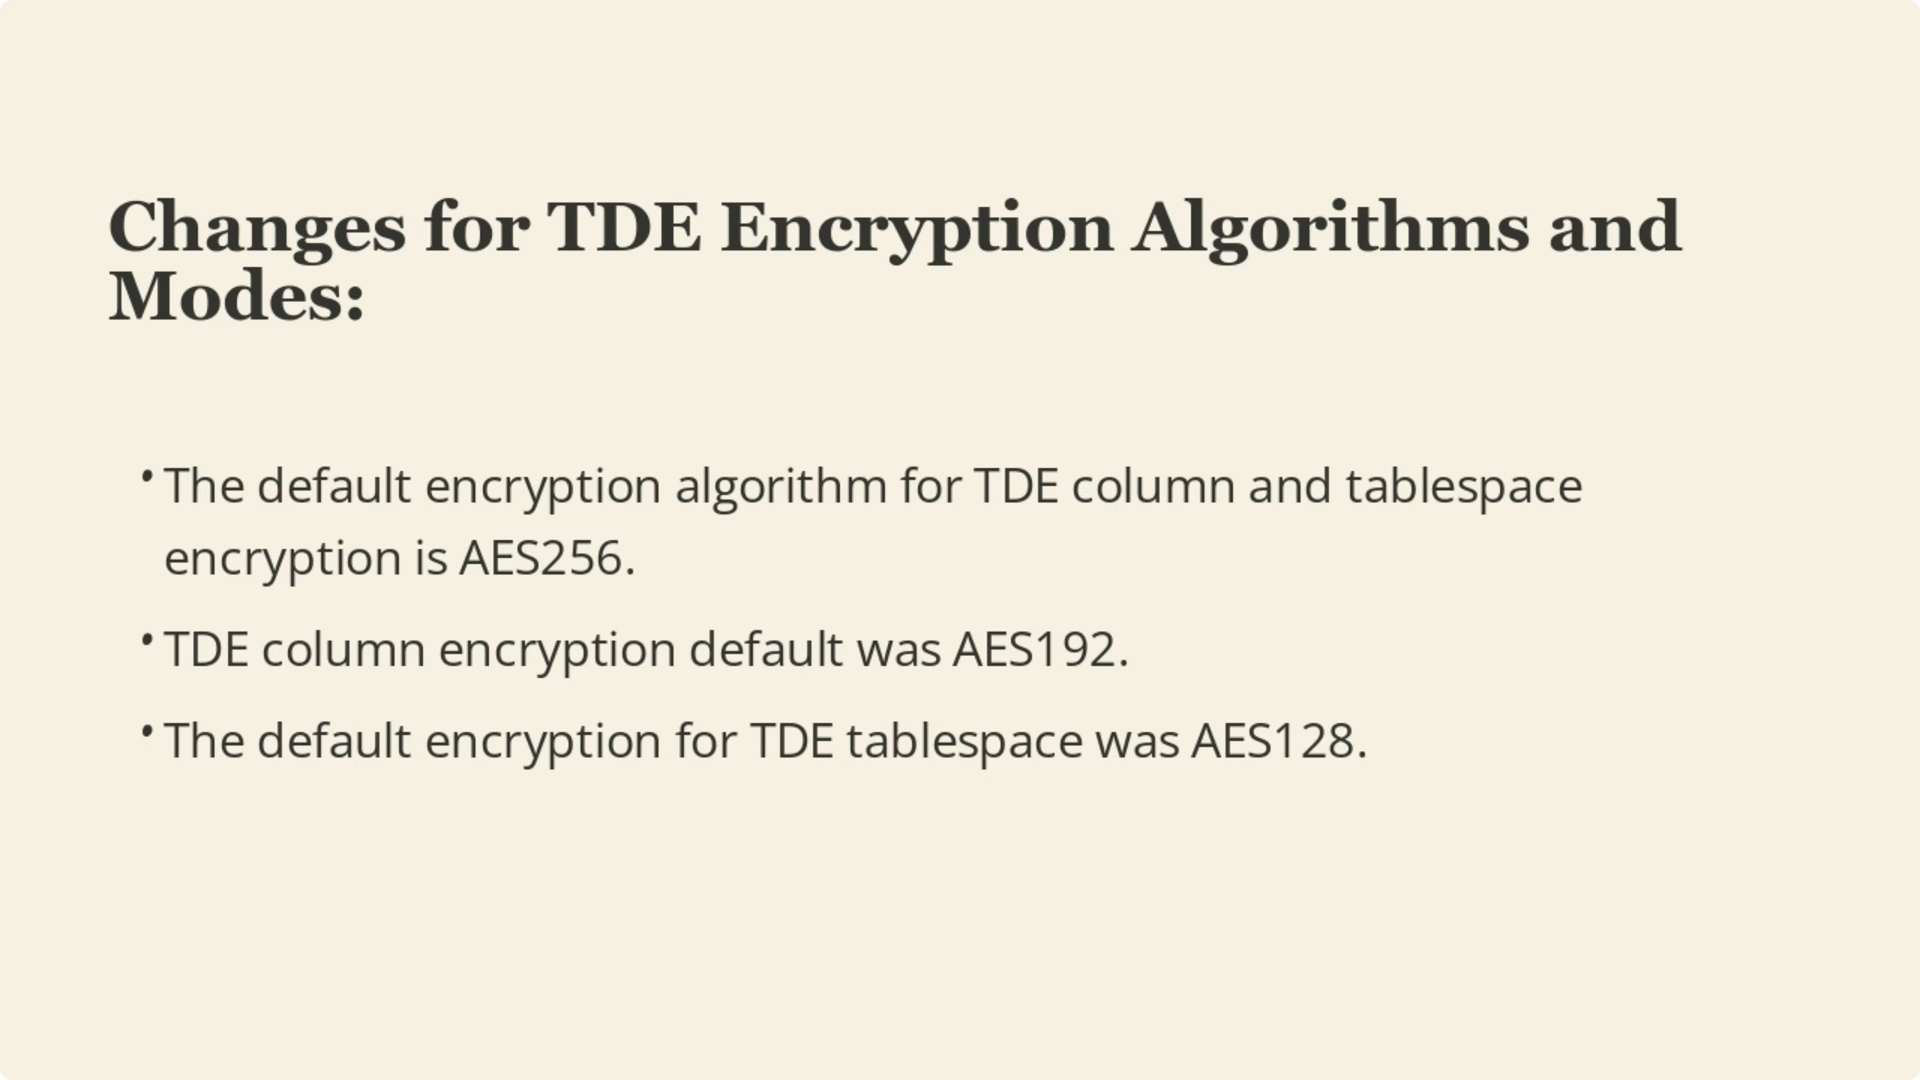 Changes for TDE Encryption Algorithms and
Modes:
• The default encryption algorithm for TDE column and tablespace
encryption is AES256.
• TDE column encryption default was AES192.
• The default encryption for TDE tablespace was AES128.